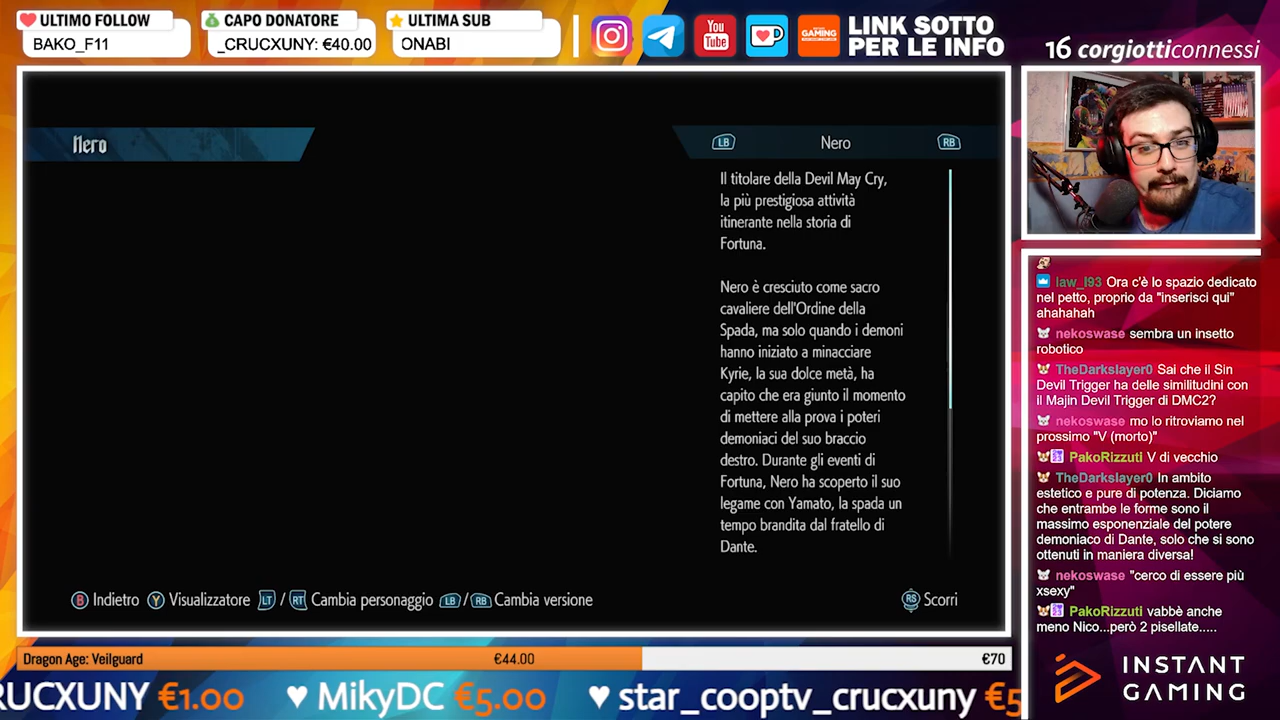 ULTIMO FOLLOW
BAKO_F11
CAPO DONATORE
_CRUCXUNY: €40.00
ULTIMA SUB
ONABI
You
Tube
GAMING
LINK SOTTO
PER LE INFO
16 corgiotticonnessi
Nero
LB
Nero
RB
Il titolare della Devil May Cry,
la più prestigiosa attività
itinerante nella storia di
Fortuna.
Nero è cresciuto come sacro
cavaliere dell'Ordine della
Spada, ma solo quando i demoni
hanno iniziato a minacciare
Kyrie, la sua dolce metà, ha
capito che era giunto il momento
di mettere alla prova i poteri
demoniaci del suo braccio
destro. Durante gli eventi di
Fortuna, Nero ha scoperto il suo
legame con Yamato, la spada un
tempo brandita dal fratello di
Dante.
B Indietro Y Visualizzatore LT / RT Cambia personaggio LB / RB Cambia versione
RS Scorri
law_l93 Ora c'è lo spazio dedicato
nel petto, proprio da "inserisci qui"
ahahahah
nekoswase sembra un insetto
robotico
TheDarkslayer0 Sai che il Sin
Devil Trigger ha delle similitudini con
il Majin Devil Trigger di DMC2?
nekoswase mo lo ritroviamo nel
prossimo "V (morto)"
PakoRizzuti V di vecchio
TheDarkslayer0 In ambito
estetico e pure di potenza. Diciamo
che entrambe le forme sono il
massimo esponenziale del potere
demoniaco di Dante, solo che si sono
ottenuti in maniera diversa!
nekoswase "cerco di essere più
xsexy"
PakoRizzuti vabbè anche
meno Nico...però 2 pisellate.....
Dragon Age: Veilguard
€44.00
€70
RUCXUNY €1.00 ♥ MikyDC €5.00 ♥ star_cooptv_crucxuny €5
INSTANT
GAMING